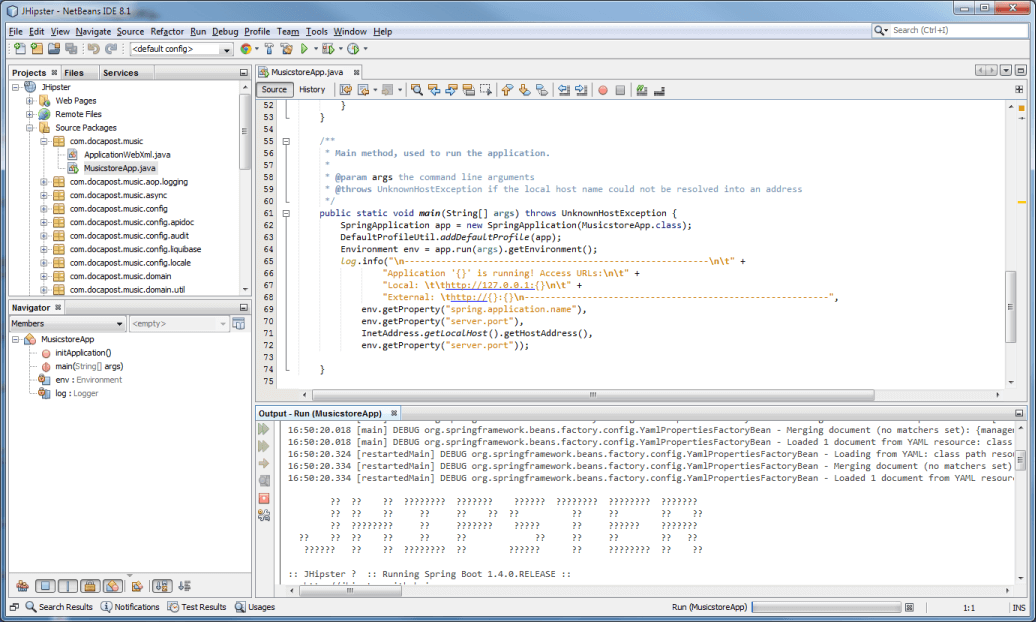 JHipster - NetBeans IDE 8.1
File Edit View Navigate Source Refactor Run Debug Profile Team Tools Window Help
Search (Ctrl+I)
<default config>
Projects Files Services
JHipster
Web Pages
Remote Files
Source Packages
com.docapost.music
ApplicationWebXml.java
MusicstoreApp.java
com.docapost.music.aop.logging
com.docapost.music.async
com.docapost.music.config
com.docapost.music.config.apidoc
com.docapost.music.config.audit
com.docapost.music.config.liquibase
com.docapost.music.config.locale
com.docapost.music.domain
com.docapost.music.domain.util
Navigator
Members <empty>
MusicstoreApp
initApplication()
main(String[] args)
env : Environment
log : Logger
MusicstoreApp.java
Source History
52 }
53 }
54
55 /**
56 * Main method, used to run the application.
57 *
58 * @param args the command line arguments
59 * @throws UnknownHostException if the local host name could not be resolved into an address
60 */
61 public static void main(String[] args) throws UnknownHostException {
62 SpringApplication app = new SpringApplication(MusicstoreApp.class);
63 DefaultProfileUtil.addDefaultProfile(app);
64 Environment env = app.run(args).getEnvironment();
65 log.info("\n----------------------------------------------------------\n\t" +
66 "Application '{}' is running! Access URLs:\n\t" +
67 "Local: \t\thttp://127.0.0.1:{}\n\t" +
68 "External: \thttp://{}:{}\n----------------------------------------------------------",
69 env.getProperty("spring.application.name"),
70 env.getProperty("server.port"),
71 InetAddress.getLocalHost().getHostAddress(),
72 env.getProperty("server.port"));
73
74 }
75
Output - Run (MusicstoreApp)
16:50:20.018 [main] DEBUG org.springframework.beans.factory.config.YamlPropertiesFactoryBean - Merging document (no matchers set): {manage
16:50:20.018 [main] DEBUG org.springframework.beans.factory.config.YamlPropertiesFactoryBean - Loaded 1 document from YAML resource: class
16:50:20.324 [restartedMain] DEBUG org.springframework.beans.factory.config.YamlPropertiesFactoryBean - Loading from YAML: class path reso
16:50:20.334 [restartedMain] DEBUG org.springframework.beans.factory.config.YamlPropertiesFactoryBean - Merging document (no matchers set)
16:50:20.334 [restartedMain] DEBUG org.springframework.beans.factory.config.YamlPropertiesFactoryBean - Loaded 1 document from YAML resour
?? ?? ?? ???????? ??????? ?????? ???????? ???????? ???????
?? ?? ?? ?? ?? ?? ?? ?? ?? ?? ??
?? ???????? ?? ??????? ????? ?? ?????? ???????
?? ?? ?? ?? ?? ?? ?? ?? ?? ?? ??
?????? ?? ?? ???????? ?? ?????? ?? ???????? ?? ??
:: JHipster ? :: Running Spring Boot 1.4.0.RELEASE ::
Search Results Notifications Test Results Usages
Run (MusicstoreApp) 1:1 INS